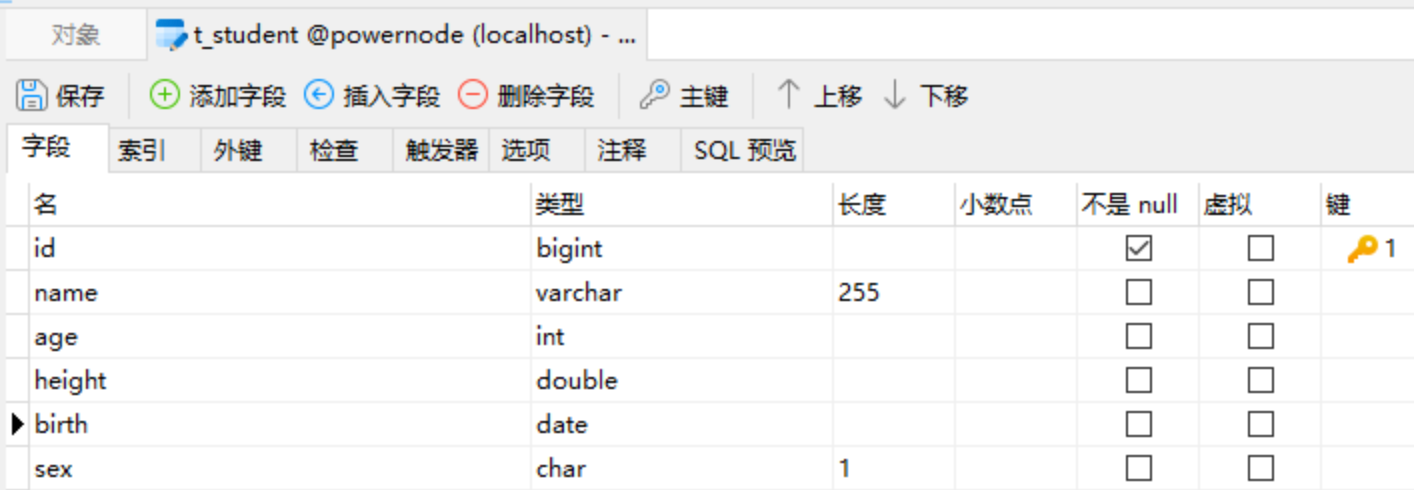 对象 t_student @powernode (localhost) - ...
保存 添加字段 插入字段 删除字段 主键 上移 下移
字段 索引 外键 检查 触发器 选项 注释 SQL 预览
名 类型 长度 小数点 不是 null 虚拟 键
id bigint 1
name varchar 255
age int
height double
birth date
sex char 1